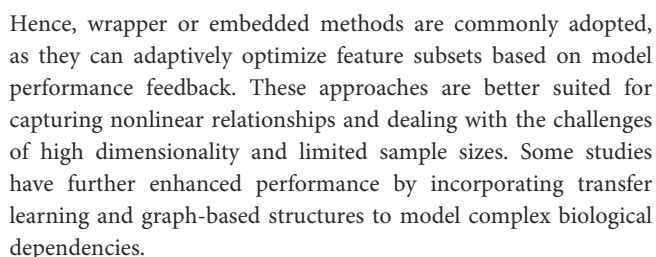 Hence, wrapper or embedded methods are commonly adopted,
as they can adaptively optimize feature subsets based on model
performance feedback. These approaches are better suited for
capturing nonlinear relationships and dealing with the challenges
of high dimensionality and limited sample sizes. Some studies
have further enhanced performance by incorporating transfer
learning and graph-based structures to model complex biological
dependencies.